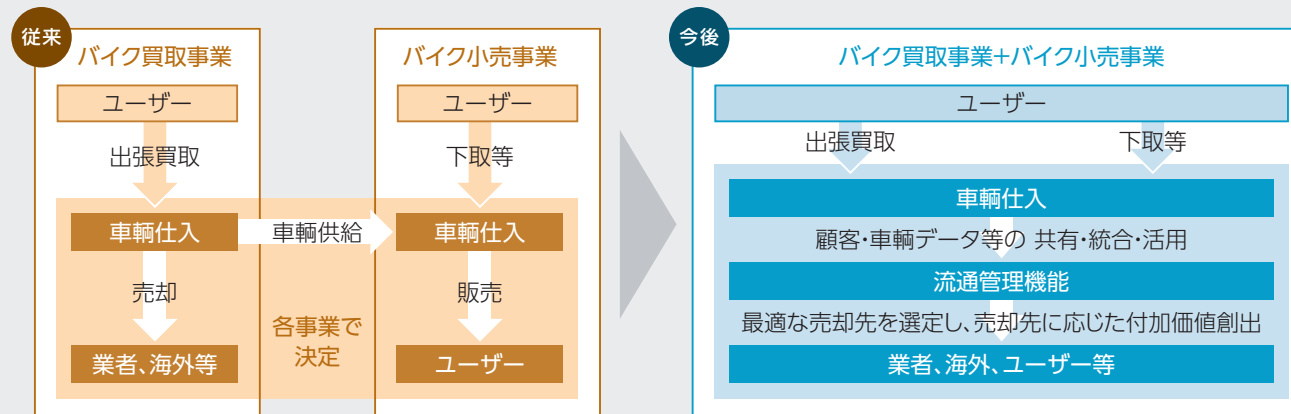 従来
バイク買取事業
ユーザー
出張買取
車輌仕入
売却
業者、海外等
車輌供給
各事業で
決定
バイク小売事業
ユーザー
下取等
車輌仕入
販売
ユーザー
今後
バイク買取事業+バイク小売事業
ユーザー
出張買取 下取等
車輌仕入
顧客・車輌データ等の 共有・統合・活用
流通管理機能
最適な売却先を選定し、売却先に応じた付加価値創出
業者、海外、ユーザー等